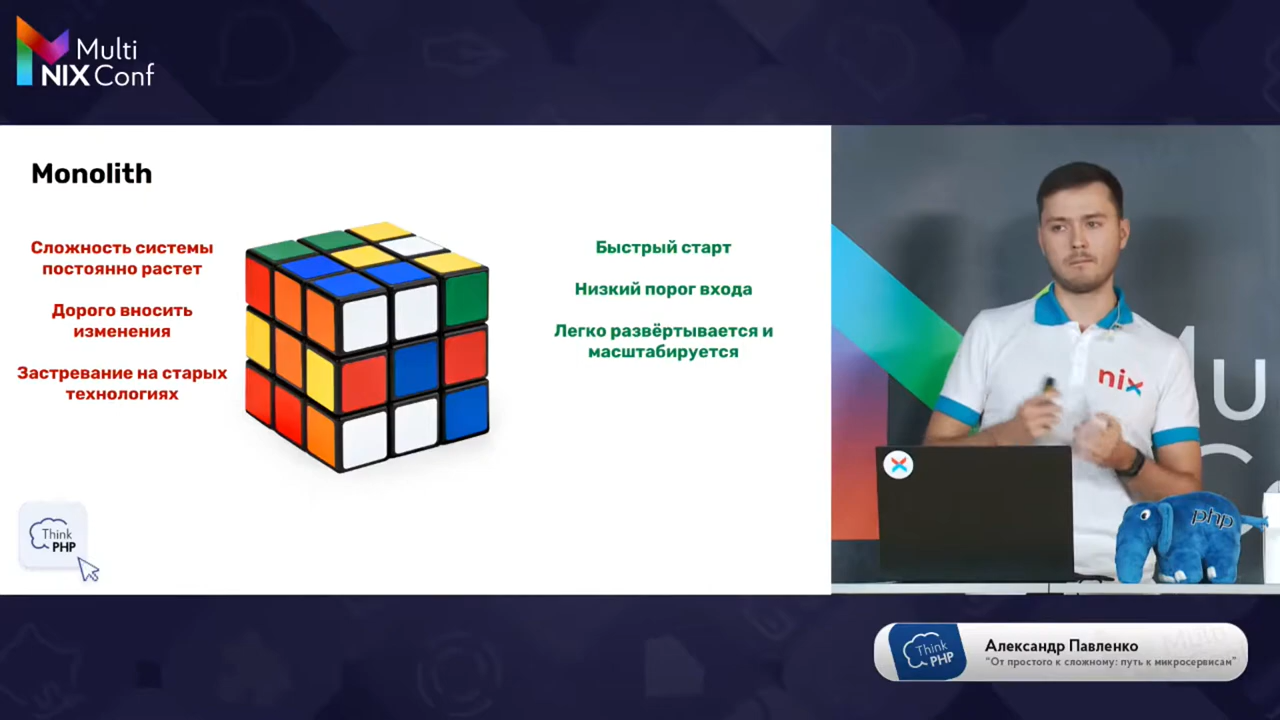 Multi
NIX Conf
Monolith
Сложность системы
постоянно растет
Дорого вносить
изменения
Застревание на старых
технологиях
Быстрый старт
Низкий порог входа
Легко развёртывается и
масштабируется
Think
PHP
nix
php
Think
PHP
Александр Павленко
"От простого к сложному: путь к микросервисам"